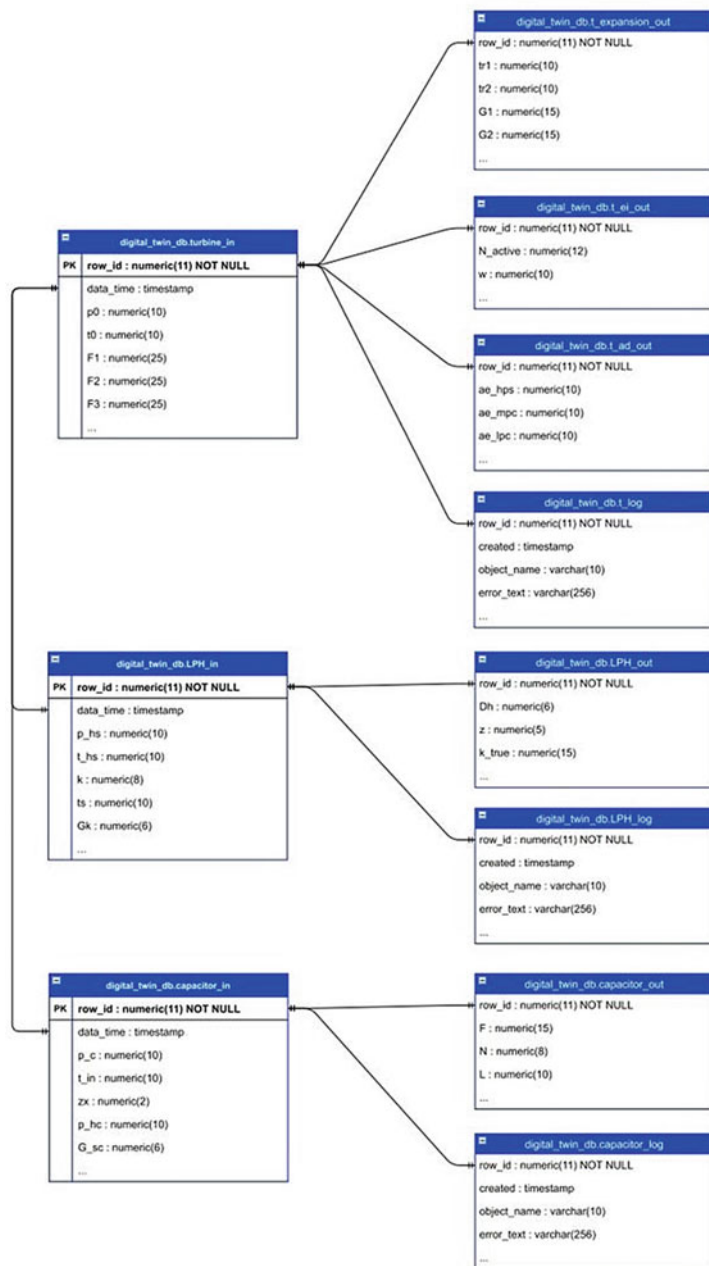 digital_twin_db.t_expansion_out
row_id : numeric(11) NOT NULL
tr1 : numeric(10)
tr2 : numeric(10)
G1 : numeric(15)
G2 : numeric(15)
...
digital_twin_db.t_ei_out
row_id : numeric(11) NOT NULL
N_active : numeric(12)
w : numeric(10)
...
digital_twin_db.turbine_in
PK row_id : numeric(11) NOT NULL
data_time : timestamp
p0 : numeric(10)
t0 : numeric(10)
F1 : numeric(25)
F2 : numeric(25)
F3 : numeric(25)
...
digital_twin_db.t_ad_out
row_id : numeric(11) NOT NULL
ae_hps : numeric(10)
ae_mpc : numeric(10)
ae_lpc : numeric(10)
...
digital_twin_db.t_log
row_id : numeric(11) NOT NULL
created : timestamp
object_name : varchar(10)
error_text : varchar(256)
...
digital_twin_db.LPH_in
PK row_id : numeric(11) NOT NULL
data_time : timestamp
p_hs : numeric(10)
t_hs : numeric(10)
k : numeric(8)
ts : numeric(10)
Gk : numeric(6)
...
digital_twin_db.LPH_out
row_id : numeric(11) NOT NULL
Dh : numeric(6)
z : numeric(5)
k_true : numeric(15)
...
digital_twin_db.LPH_log
row_id : numeric(11) NOT NULL
created : timestamp
object_name : varchar(10)
error_text : varchar(256)
...
digital_twin_db.capacitor_in
PK row_id : numeric(11) NOT NULL
data_time : timestamp
p_c : numeric(10)
t_in : numeric(10)
zx : numeric(2)
p_hc : numeric(10)
G_sc : numeric(6)
...
digital_twin_db.capacitor_out
row_id : numeric(11) NOT NULL
F : numeric(15)
N : numeric(8)
L : numeric(10)
...
digital_twin_db.capacitor_log
row_id : numeric(11) NOT NULL
created : timestamp
object_name : varchar(10)
error_text : varchar(256)
...